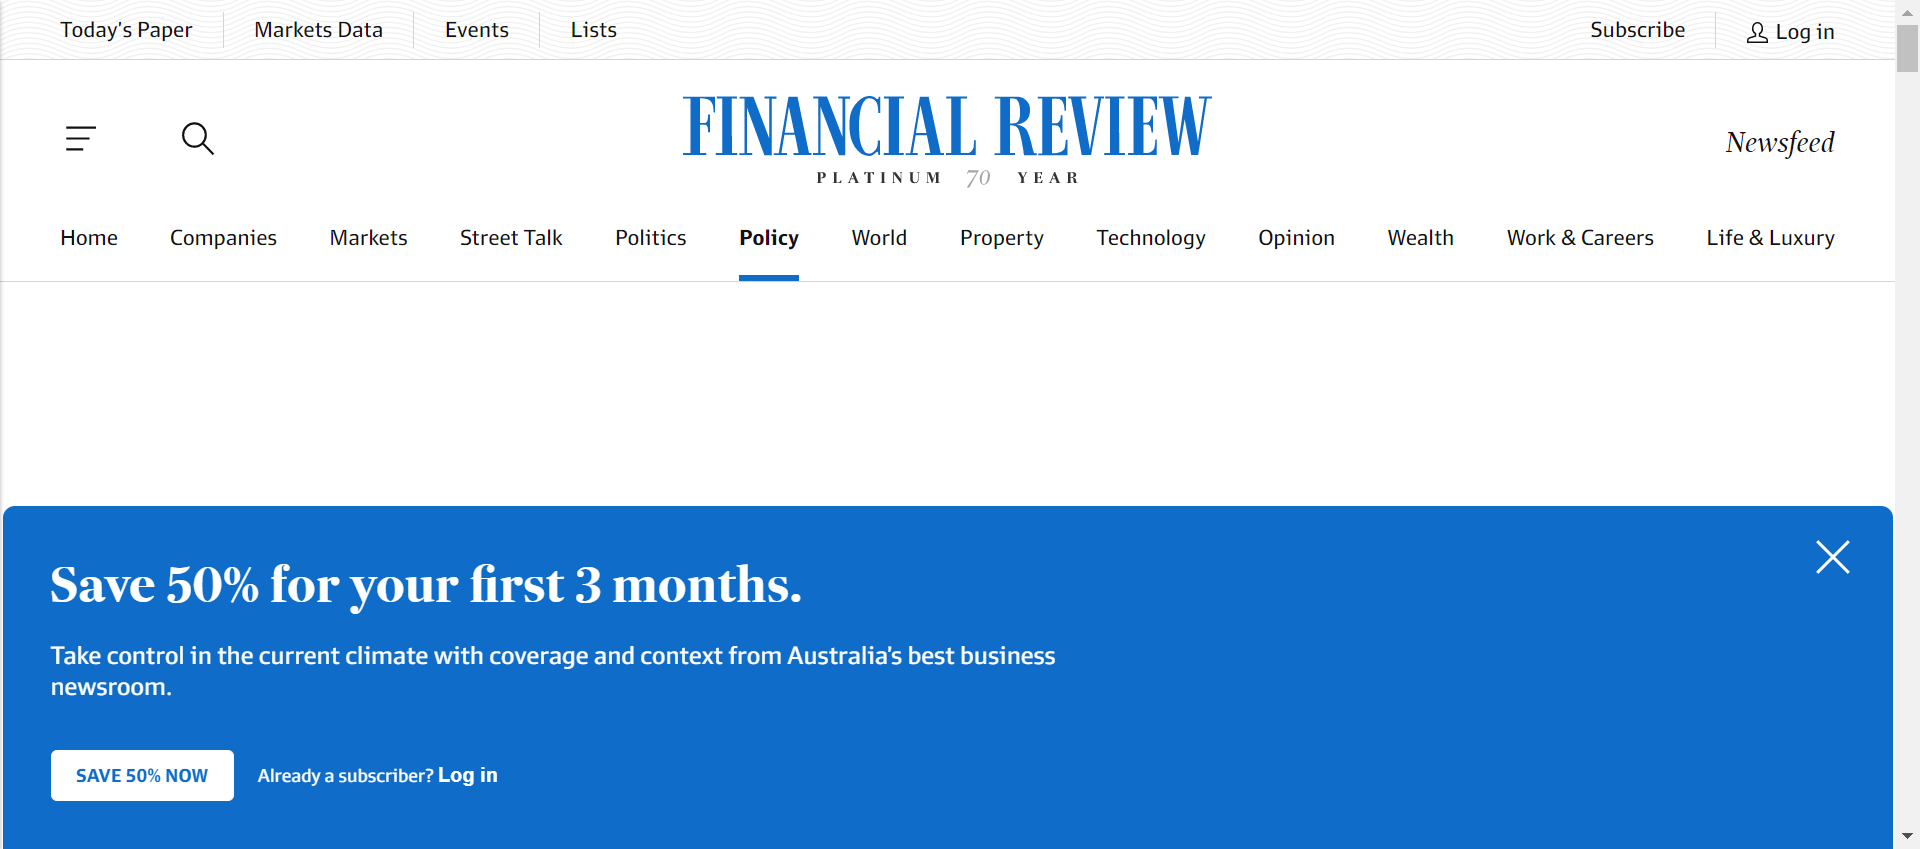 Today's Paper
Markets Data
Events
Lists
Subscribe
Log in
FINANCIAL REVIEW
PLATINUM 70 YEAR
Newsfeed
Home
Companies
Markets
Street Talk
Politics
Policy
World
Property
Technology
Opinion
Wealth
Work & Careers
Life & Luxury
Save 50% for your first 3 months.
Take control in the current climate with coverage and context from Australia's best business
newsroom.
SAVE 50% NOW
Already a subscriber? Log in